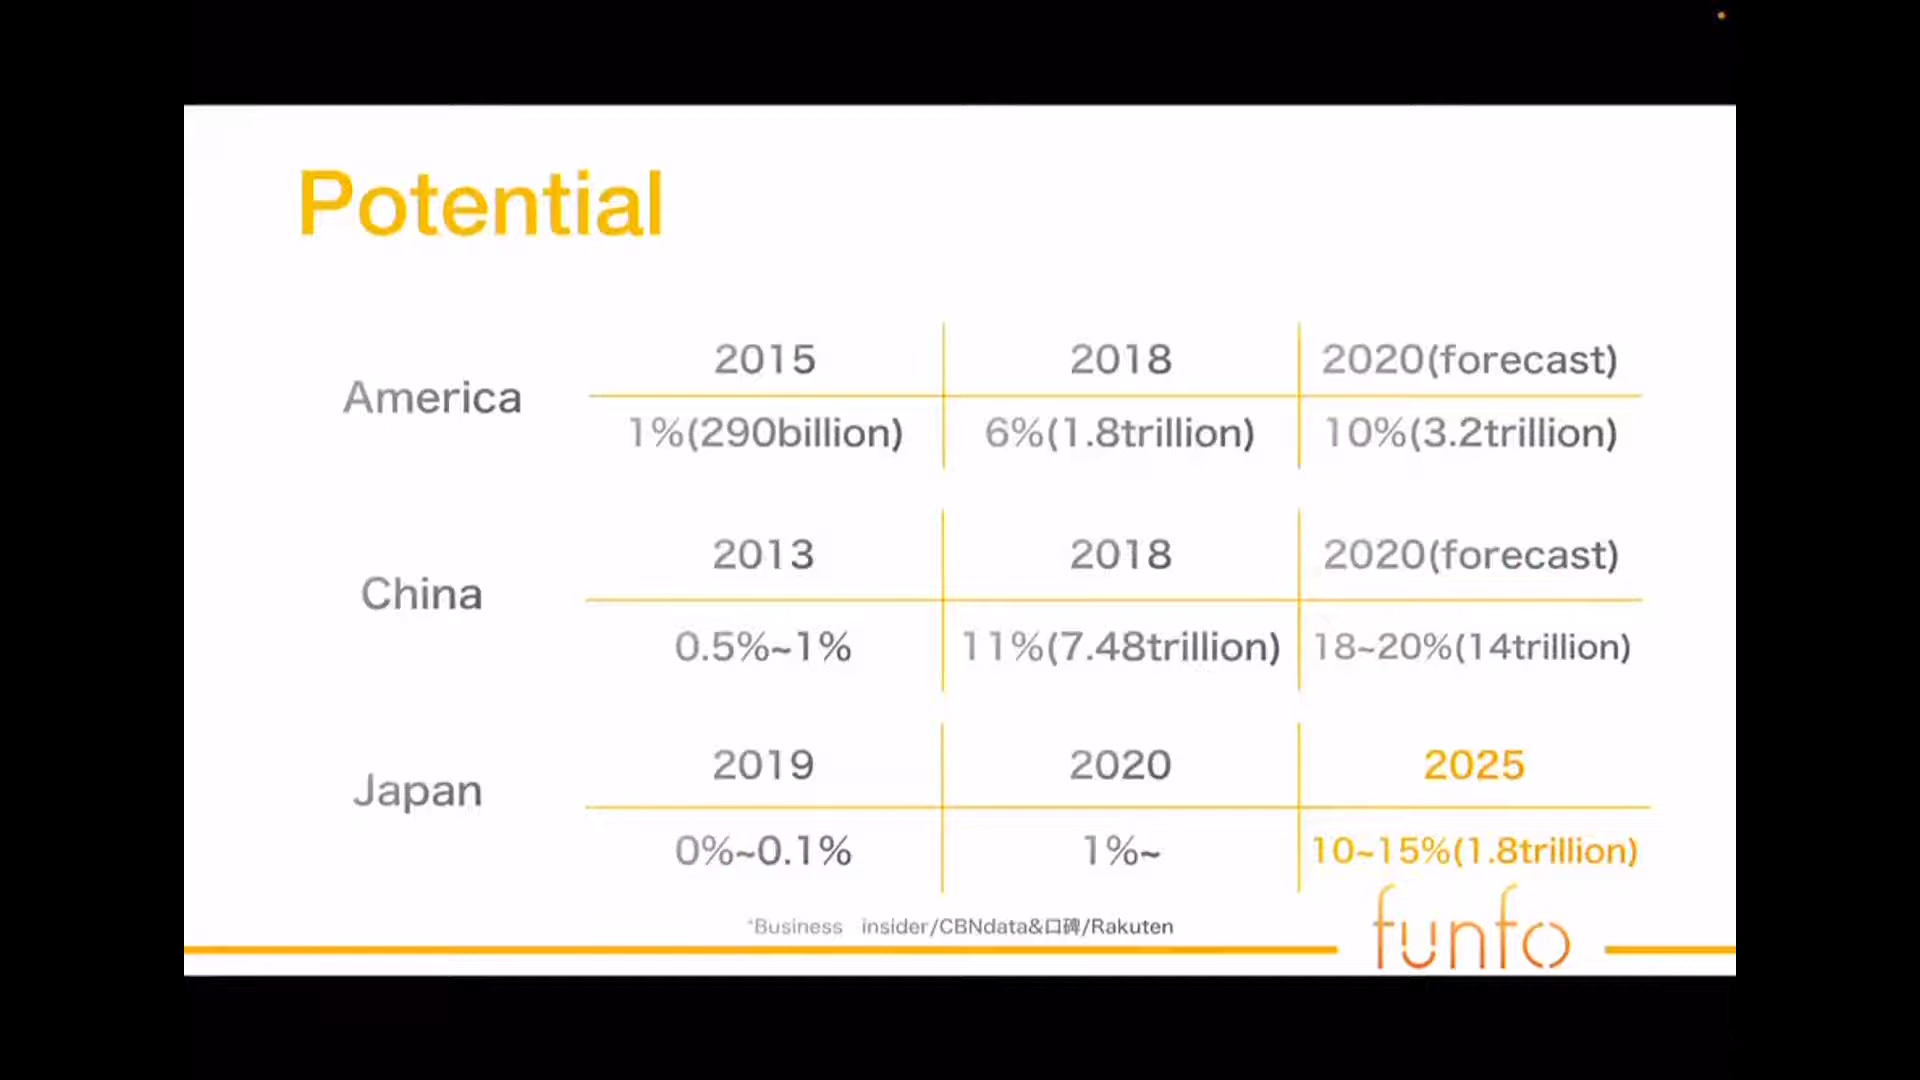 Potential
America
2015
2018
2020(forecast)
1%(290billion)
6%(1.8trillion)
10%(3.2trillion)
China
2013
2018
2020(forecast)
0.5%~1%
11%(7.48trillion)
18~20%(14trillion)
Japan
2019
2020
2025
0%~0.1%
1%~
10~15%(1.8trillion)
*Business insider/CBNdata&口碑/Rakuten
funfo